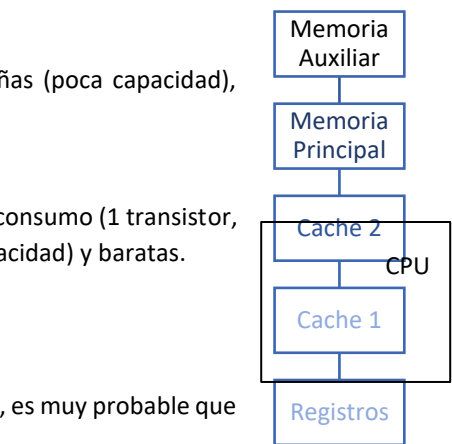 ñas (poca capacidad),
consumo (1 transistor,
acidad) y baratas.
, es muy probable que
Memoria
Auxiliar
Memoria
Principal
Cache 2
CPU
Cache 1
Registros